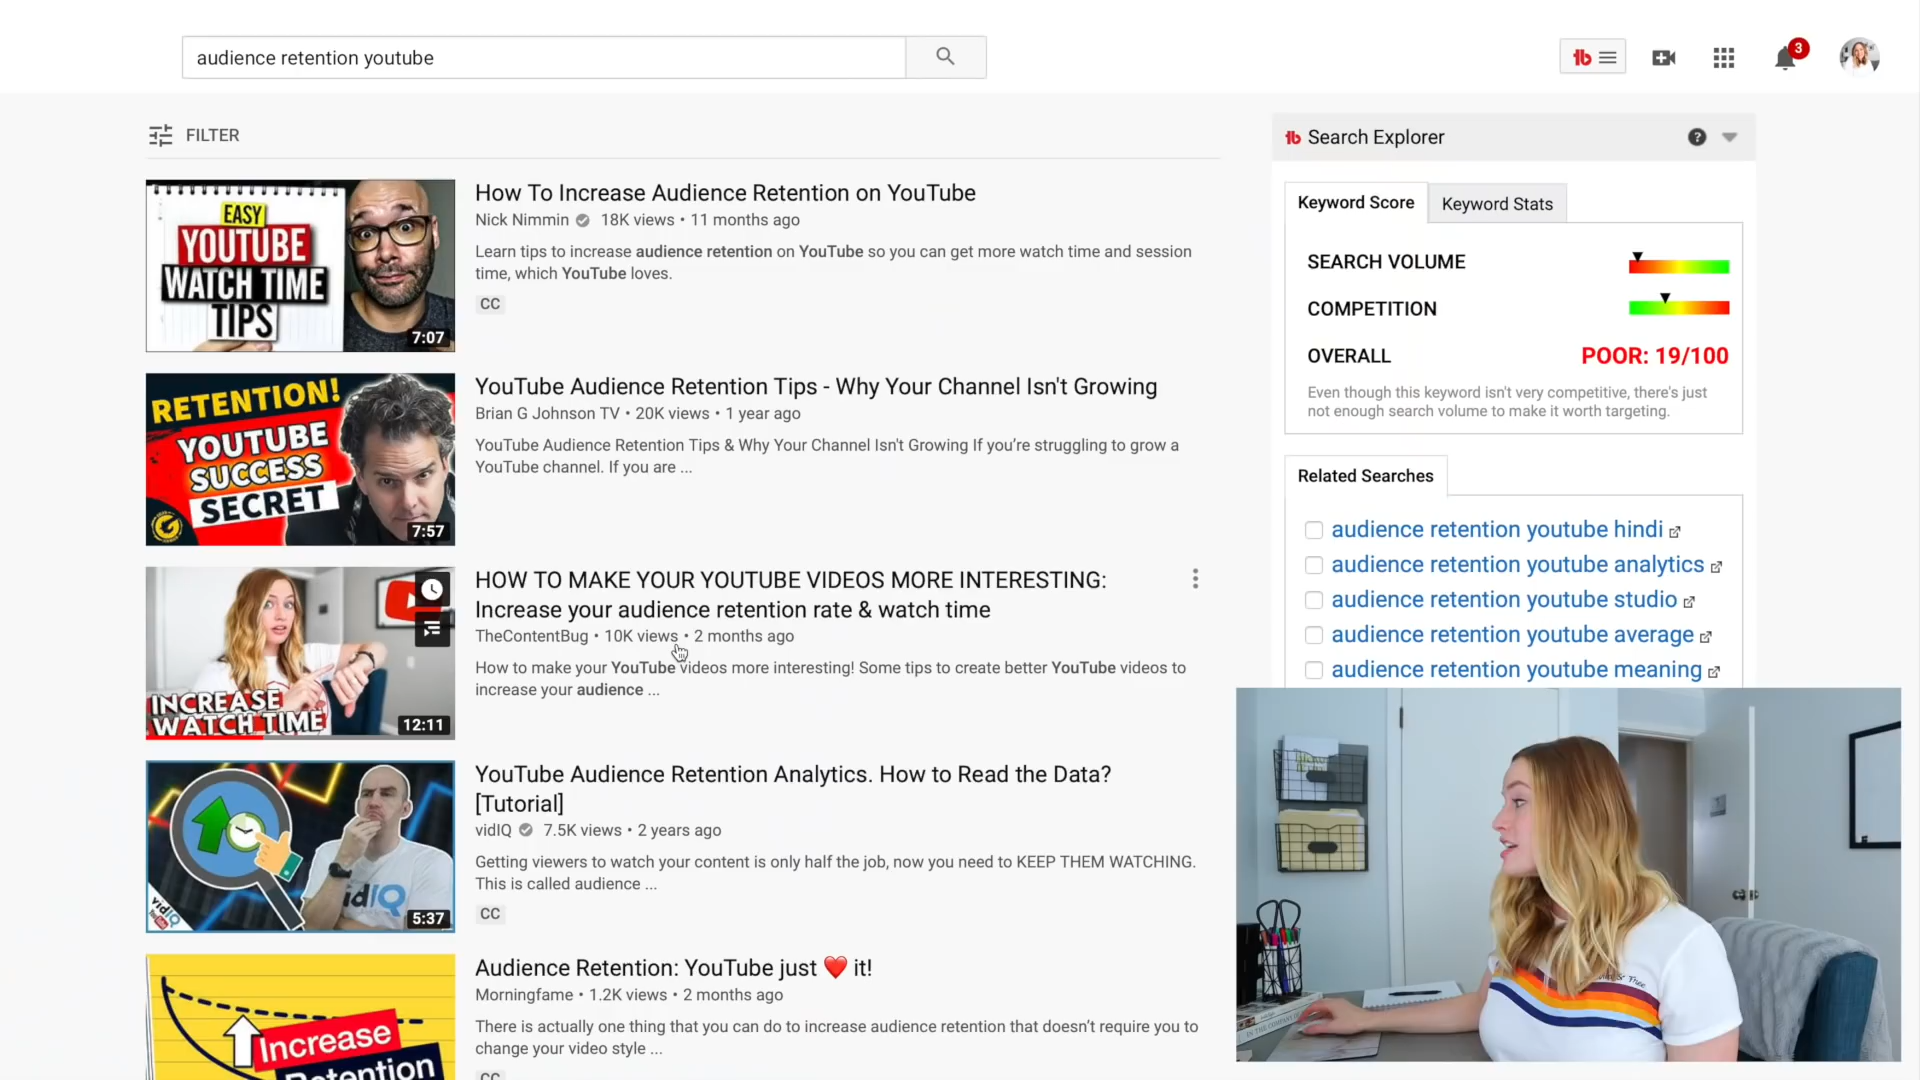 audience retention youtube
3
FILTER
Search Explorer
Keyword Score
Keyword Stats
SEARCH VOLUME
COMPETITION
OVERALL
POOR: 19/100
Even though this keyword isn't very competitive, there's just
not enough search volume to make it worth targeting.
Related Searches
audience retention youtube hindi
audience retention youtube analytics
audience retention youtube studio
audience retention youtube average
audience retention youtube meaning
EASY
YOUTUBE
WATCH TIME
TIPS
7:07
How To Increase Audience Retention on YouTube
Nick Nimmin 18K views • 11 months ago
Learn tips to increase audience retention on YouTube so you can get more watch time and session
time, which YouTube loves.
CC
RETENTION!
YOUTUBE
SUCCESS
SECRET
7:57
YouTube Audience Retention Tips - Why Your Channel Isn't Growing
Brian G Johnson TV • 20K views • 1 year ago
YouTube Audience Retention Tips & Why Your Channel Isn't Growing If you’re struggling to grow a
YouTube channel. If you are ...
INCREASE
WATCH TIME
12:11
HOW TO MAKE YOUR YOUTUBE VIDEOS MORE INTERESTING:
Increase your audience retention rate & watch time
TheContentBug • 10K views • 2 months ago
How to make your YouTube videos more interesting! Some tips to create better YouTube videos to
increase your audience ...
vidIQ
YouTube
vidIQ
5:37
YouTube Audience Retention Analytics. How to Read the Data?
[Tutorial]
vidIQ 7.5K views • 2 years ago
Getting viewers to watch your content is only half the job, now you need to KEEP THEM WATCHING.
This is called audience ...
CC
Increase
Retention
Audience Retention: YouTube just ❤️ it!
Morningfame • 1.2K views • 2 months ago
There is actually one thing that you can do to increase audience retention that doesn’t require you to
change your video style ...
CC